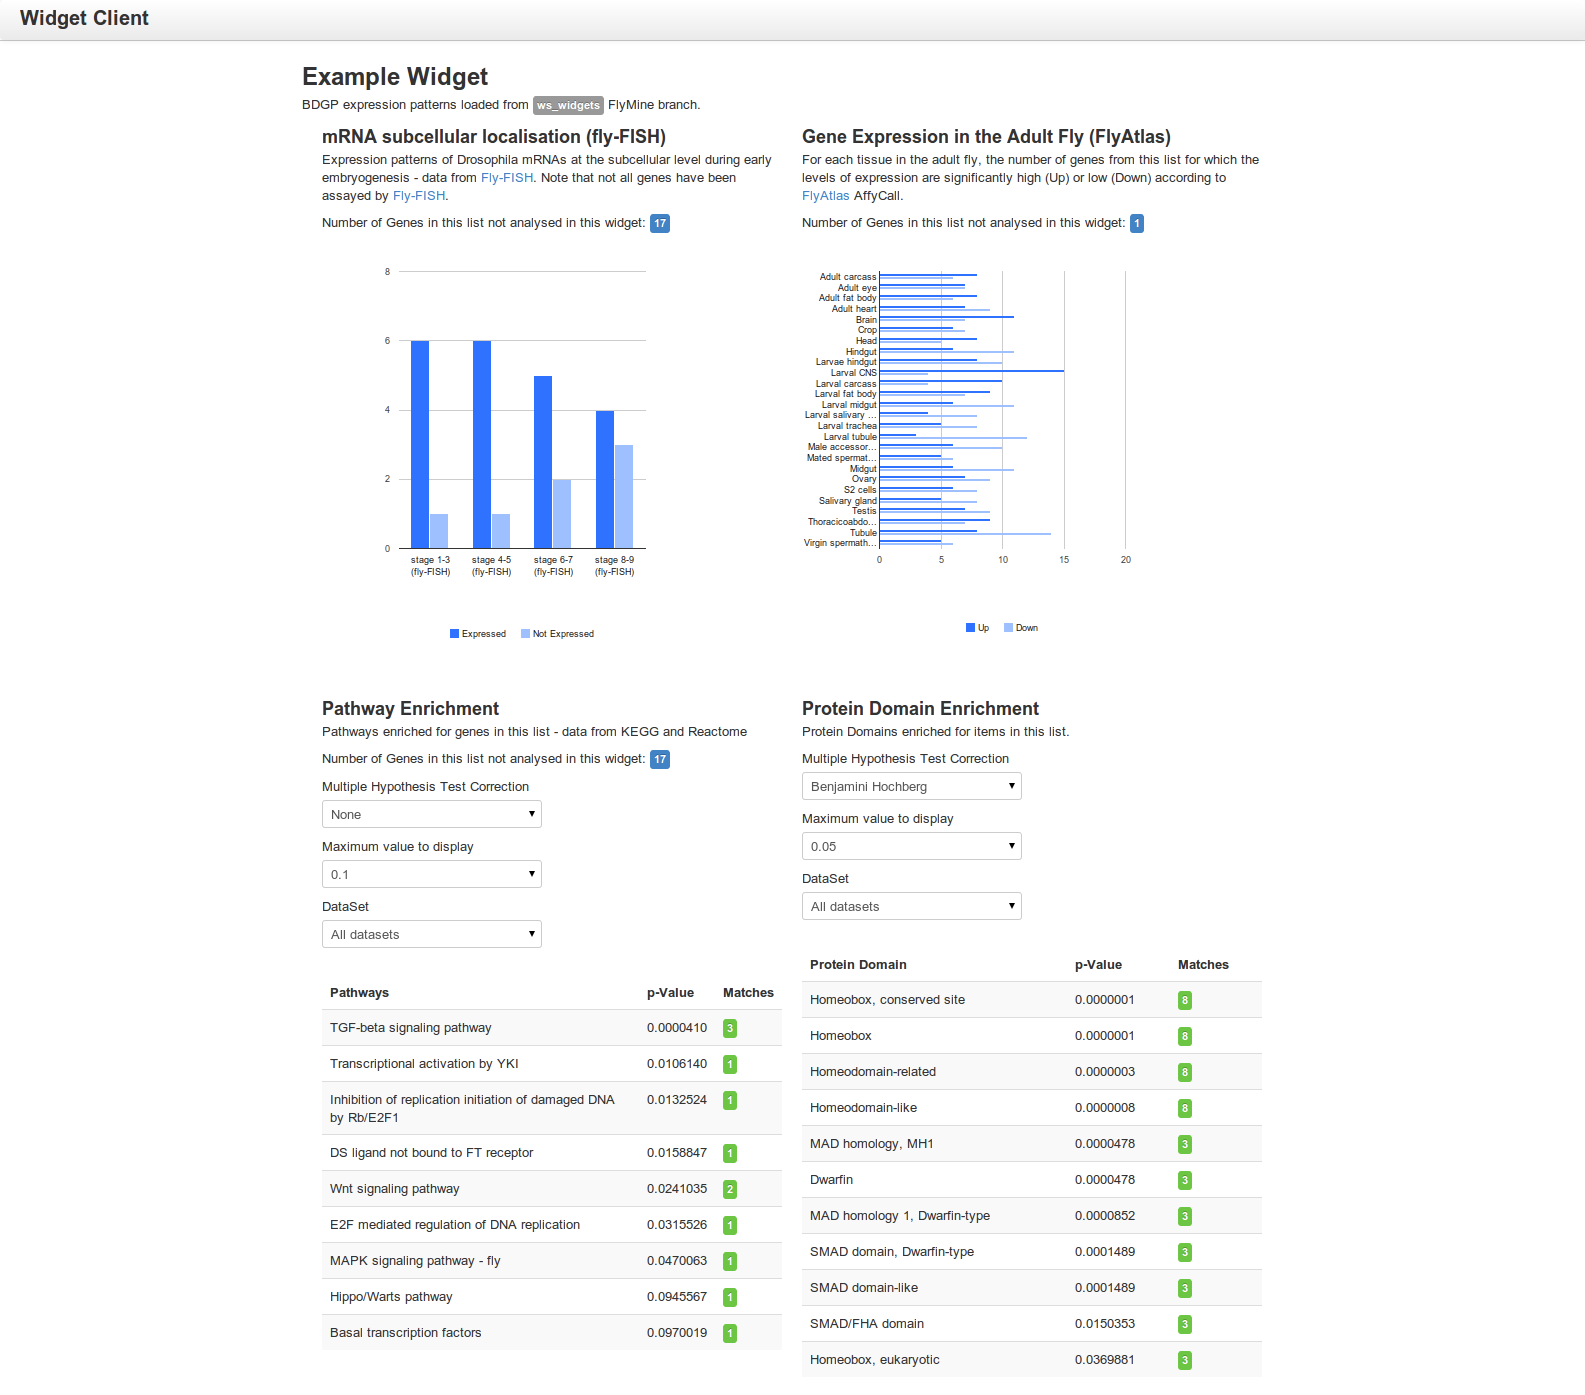 Widget Client
Example Widget
BDGP expression patterns loaded from ws_widgets FlyMine branch.
mRNA subcellular localisation (fly-FISH)
Expression patterns of Drosophila mRNAs at the subcellular level during early
embryogenesis - data from Fly-FISH. Note that not all genes have been
assayed by Fly-FISH.
Number of Genes in this list not analysed in this widget: 17
8
6
4
2
0
stage 1-3 stage 4-5 stage 6-7 stage 8-9
(fly-FISH) (fly-FISH) (fly-FISH) (fly-FISH)
Expressed Not Expressed
Gene Expression in the Adult Fly (FlyAtlas)
For each tissue in the adult fly, the number of genes from this list for which the
levels of expression are significantly high (Up) or low (Down) according to
FlyAtlas AffyCall.
Number of Genes in this list not analysed in this widget: 1
Adult carcass
Adult eye
Adult fat body
Adult heart
Brain
Crop
Head
Hindgut
Larvae hindgut
Larval CNS
Larval carcass
Larval fat body
Larval midgut
Larval salivary ...
Larval trachea
Larval tubule
Male accessor...
Mated spermat...
Midgut
Ovary
S2 cells
Salivary gland
Testis
Thoracicoabdo...
Tubule
Virgin spermath...
0 5 10 15 20
Up Down
Pathway Enrichment
Pathways enriched for genes in this list - data from KEGG and Reactome
Number of Genes in this list not analysed in this widget: 17
Multiple Hypothesis Test Correction
None
Maximum value to display
0.1
DataSet
All datasets
Pathways p-Value Matches
TGF-beta signaling pathway 0.0000410 3
Transcriptional activation by YKI 0.0106140 1
Inhibition of replication initiation of damaged DNA 0.0132524 1
by Rb/E2F1
DS ligand not bound to FT receptor 0.0158847 1
Wnt signaling pathway 0.0241035 2
E2F mediated regulation of DNA replication 0.0315526 1
MAPK signaling pathway - fly 0.0470063 1
Hippo/Warts pathway 0.0945567 1
Basal transcription factors 0.0970019 1
Protein Domain Enrichment
Protein Domains enriched for items in this list.
Multiple Hypothesis Test Correction
Benjamini Hochberg
Maximum value to display
0.05
DataSet
All datasets
Protein Domain p-Value Matches
Homeobox, conserved site 0.0000001 8
Homeobox 0.0000001 8
Homeodomain-related 0.0000003 8
Homeodomain-like 0.0000008 8
MAD homology, MH1 0.0000478 3
Dwarfin 0.0000478 3
MAD homology 1, Dwarfin-type 0.0000852 3
SMAD domain, Dwarfin-type 0.0001489 3
SMAD domain-like 0.0001489 3
SMAD/FHA domain 0.0150353 3
Homeobox, eukaryotic 0.0369881 3